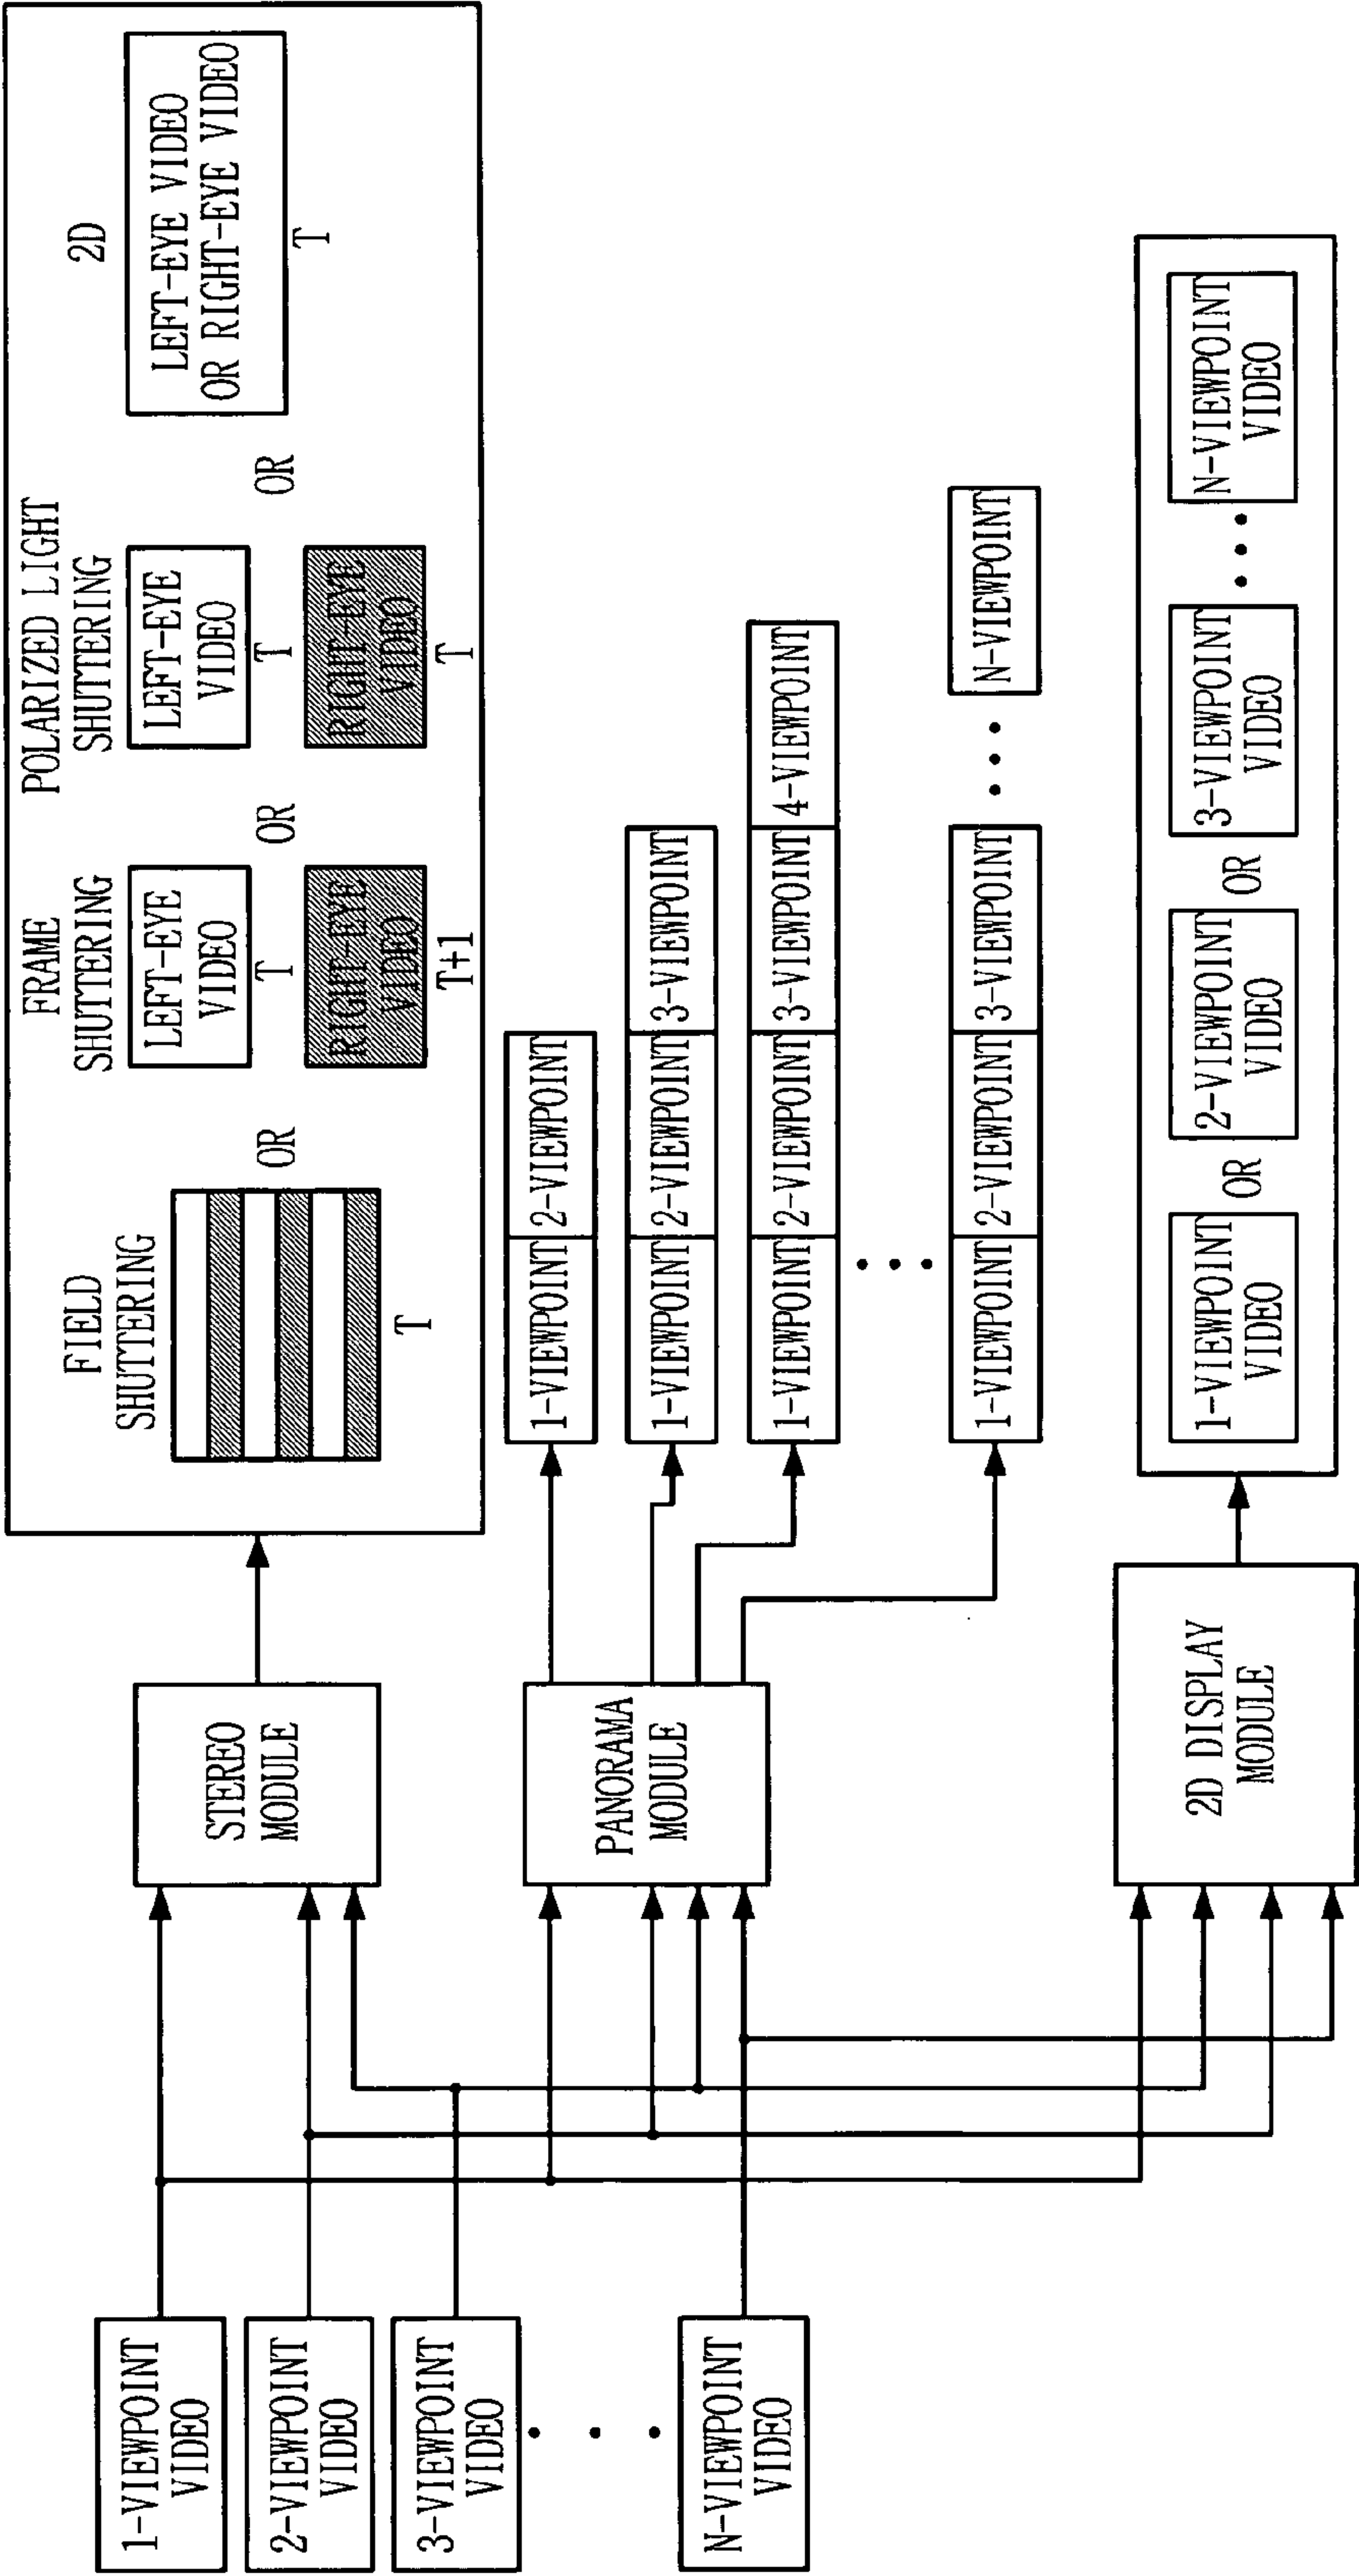 1-VIEWPOINT
VIDEO
2-VIEWPOINT
VIDEO
3-VIEWPOINT
VIDEO
N-VIEWPOINT
VIDEO
STEREO
MODULE
PANORAMA
MODULE
2D DISPLAY
MODULE
FIELD
SHUTTERING
T
OR
FRAME
SHUTTERING
LEFT-EYE
VIDEO
T
RIGHT-EYE
VIDEO
T+1
OR
POLARIZED LIGHT
SHUTTERING
LEFT-EYE
VIDEO
T
RIGHT-EYE
VIDEO
T
OR
2D
LEFT-EYE VIDEO
OR RIGHT-EYE VIDEO
T
1-VIEWPOINT 2-VIEWPOINT
1-VIEWPOINT 2-VIEWPOINT 3-VIEWPOINT
1-VIEWPOINT 2-VIEWPOINT 3-VIEWPOINT 4-VIEWPOINT
1-VIEWPOINT 2-VIEWPOINT 3-VIEWPOINT N-VIEWPOINT
1-VIEWPOINT
VIDEO
OR
2-VIEWPOINT
VIDEO
OR
3-VIEWPOINT
VIDEO
N-VIEWPOINT
VIDEO